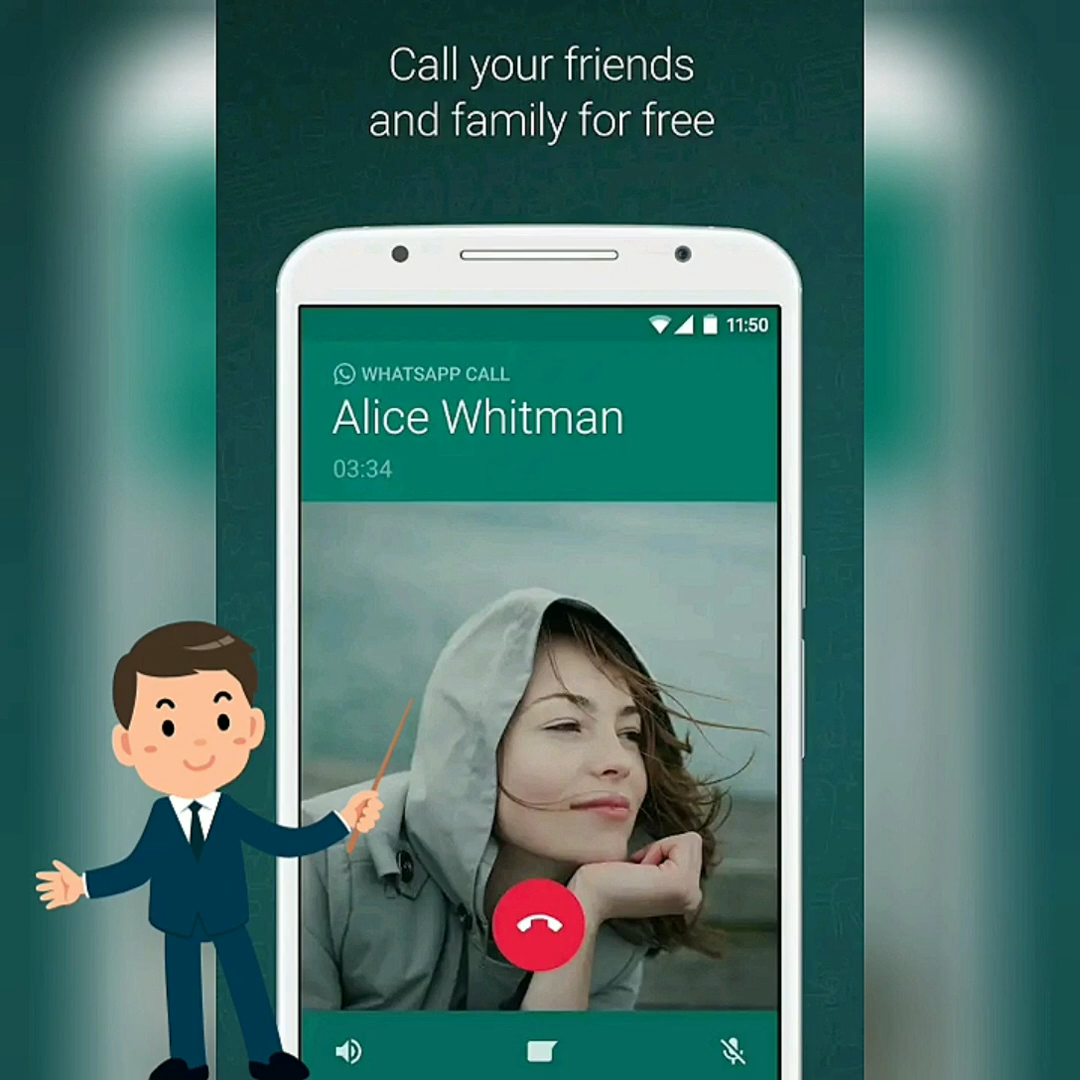 Call your friends
and family for free
11:50
WHATSAPP CALL
Alice Whitman
03:34